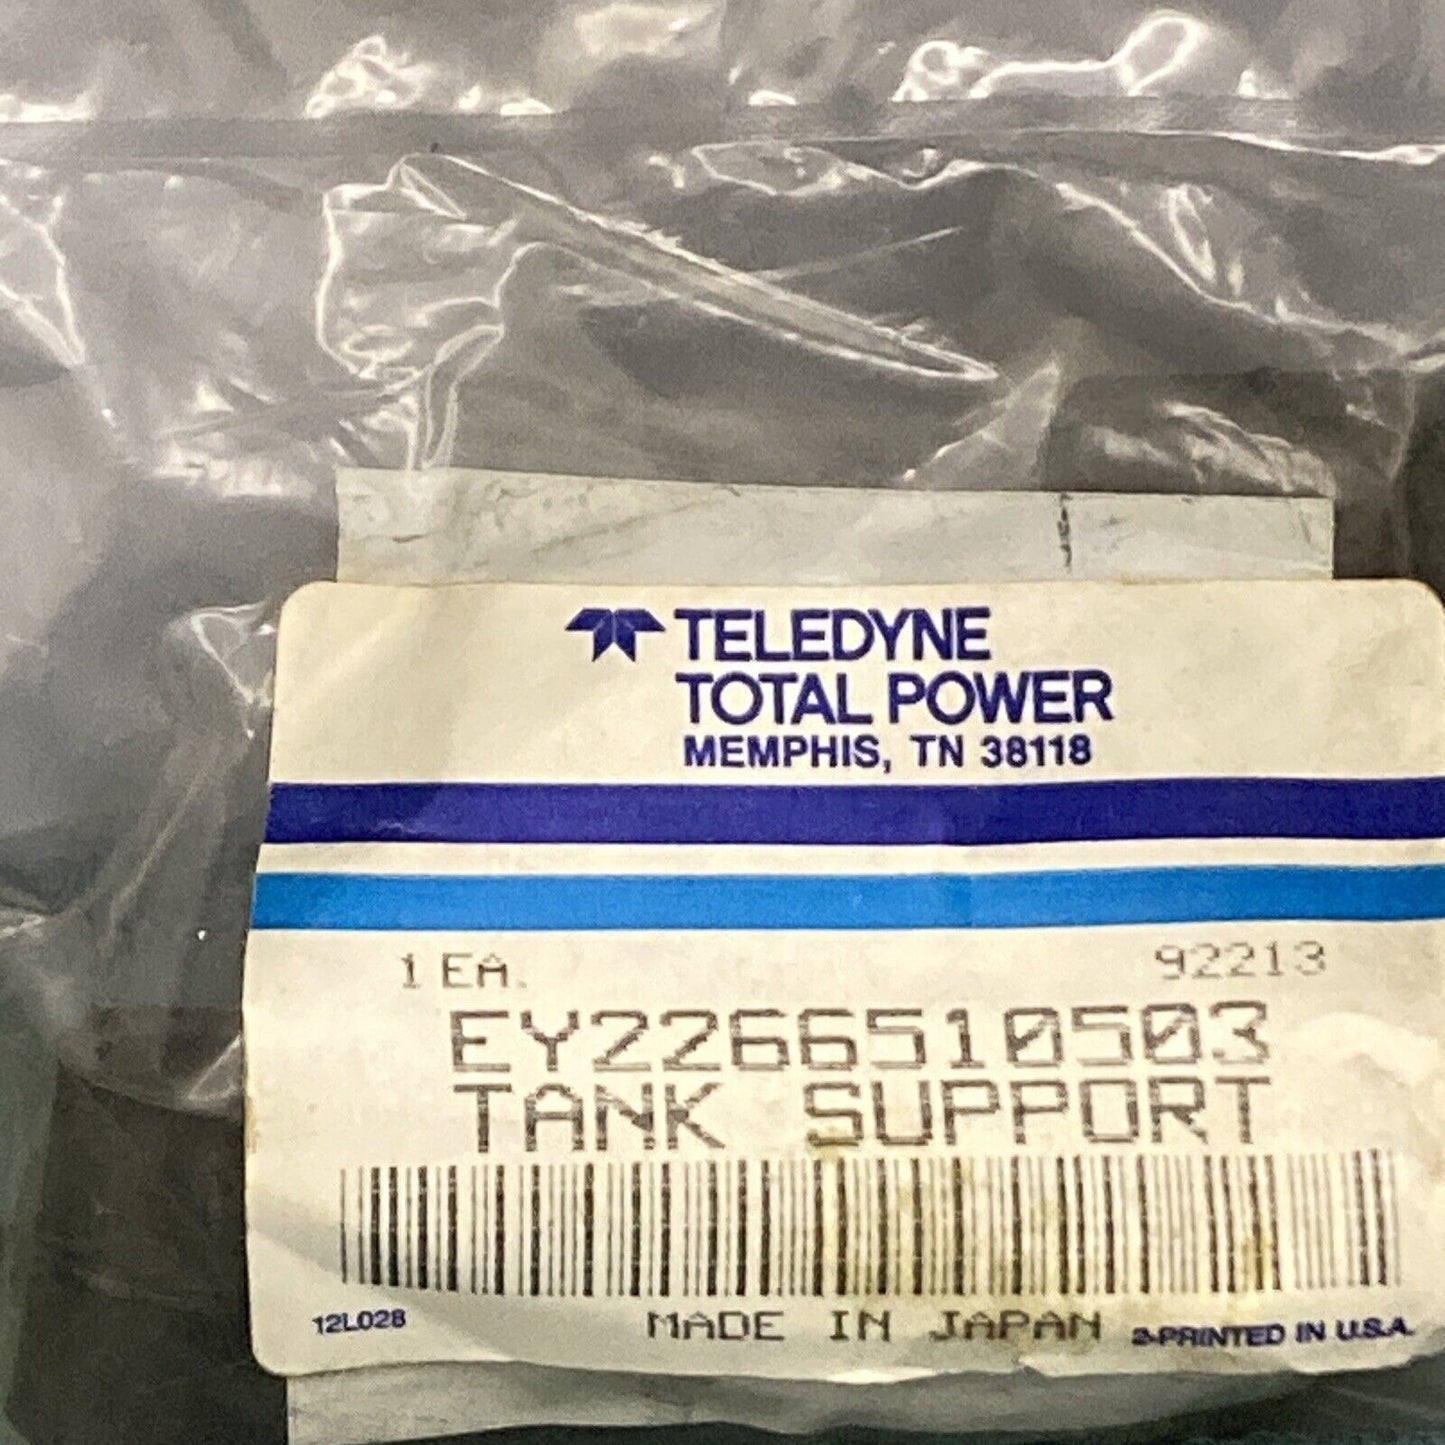 TELEDYNE
TOTAL POWER
MEMPHIS, TN 38118
1 EA. 92213
EY2266510503
TANK SUPPORT
12L028 MADE IN JAPAN 2-PRINTED IN U.S.A.